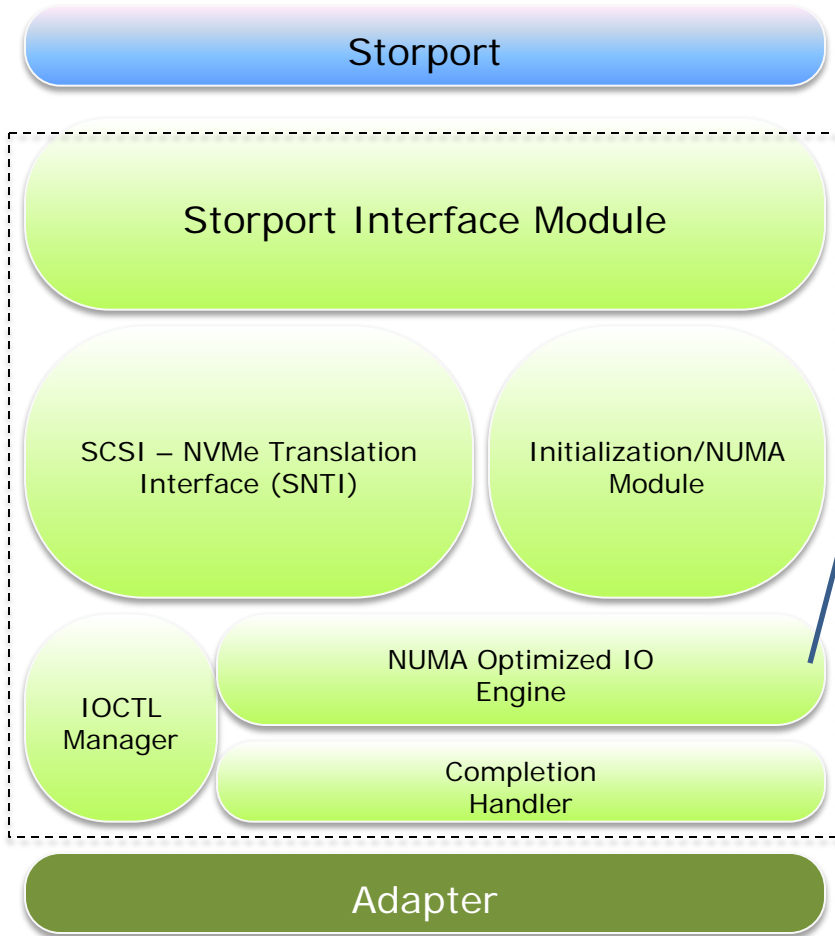 Storport
Storport Interface Module
SCSI – NVMe Translation
Interface (SNTI)
Initialization/NUMA
Module
NUMA Optimized IO
Engine
IOCTL
Manager
Completion
Handler
Adapter